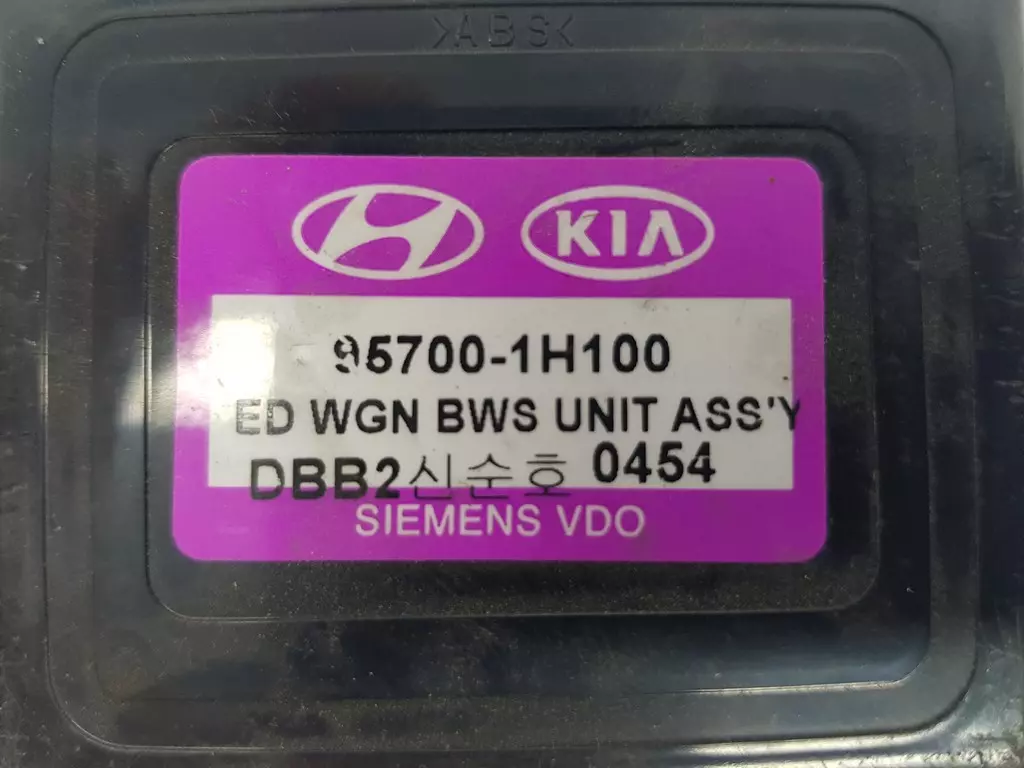 >ABS<
KIA
95700-1H100
ED WGN BWS UNIT ASS'Y
DBB2신순호 0454
SIEMENS VDO